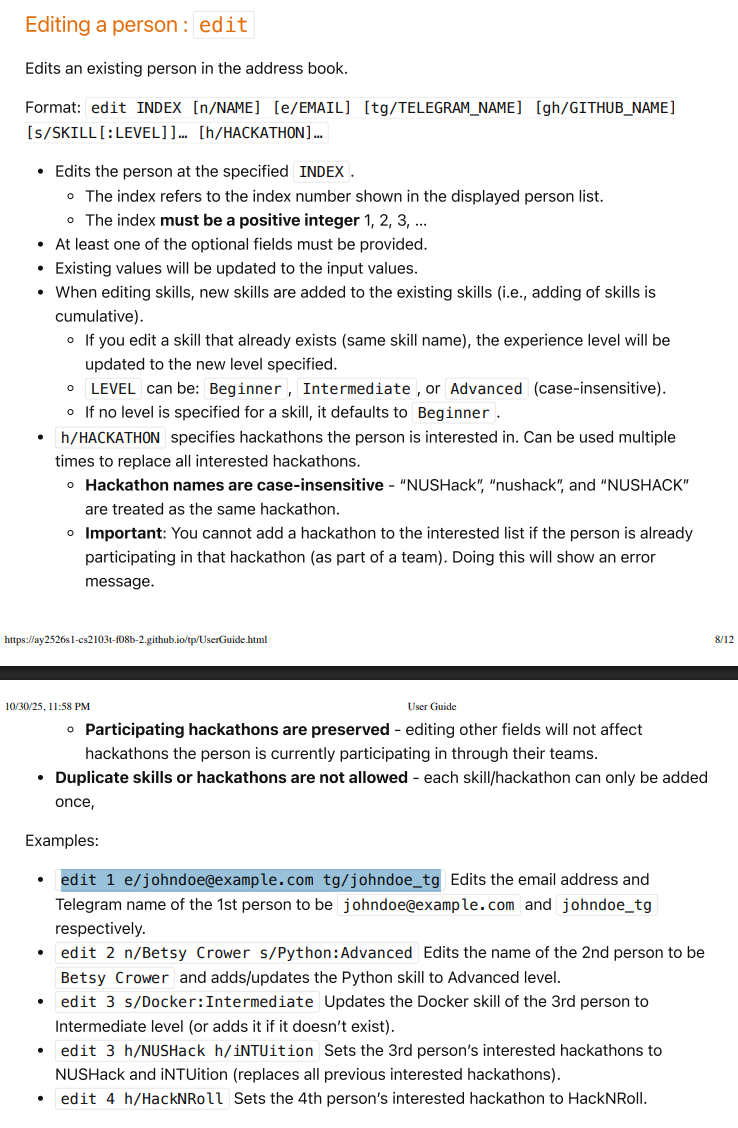 Editing a person : edit
Edits an existing person in the address book.
Format: edit INDEX [n/NAME] [e/EMAIL] [tg/TELEGRAM_NAME] [gh/GITHUB_NAME]
[s/SKILL[:LEVEL]]… [h/HACKATHON]…
• Edits the person at the specified INDEX .
◦ The index refers to the index number shown in the displayed person list.
◦ The index must be a positive integer 1, 2, 3, …
• At least one of the optional fields must be provided.
• Existing values will be updated to the input values.
• When editing skills, new skills are added to the existing skills (i.e., adding of skills is
cumulative).
◦ If you edit a skill that already exists (same skill name), the experience level will be
updated to the new level specified.
◦ LEVEL can be: Beginner , Intermediate , or Advanced (case-insensitive).
◦ If no level is specified for a skill, it defaults to Beginner .
• h/HACKATHON specifies hackathons the person is interested in. Can be used multiple
times to replace all interested hackathons.
◦ Hackathon names are case-insensitive - “NUSHack”, “nushack”, and “NUSHACK”
are treated as the same hackathon.
◦ Important: You cannot add a hackathon to the interested list if the person is already
participating in that hackathon (as part of a team). Doing this will show an error
message.
https://ay2526s1-cs2103t-f08b-2.github.io/tp/UserGuide.html 8/12
10/30/25, 11:58 PM User Guide
◦ Participating hackathons are preserved - editing other fields will not affect
hackathons the person is currently participating in through their teams.
• Duplicate skills or hackathons are not allowed - each skill/hackathon can only be added
once,
Examples:
• edit 1 e/johndoe@example.com tg/johndoe_tg Edits the email address and
Telegram name of the 1st person to be johndoe@example.com and johndoe_tg
respectively.
• edit 2 n/Betsy Crower s/Python:Advanced Edits the name of the 2nd person to be
Betsy Crower and adds/updates the Python skill to Advanced level.
• edit 3 s/Docker:Intermediate Updates the Docker skill of the 3rd person to
Intermediate level (or adds it if it doesn’t exist).
• edit 3 h/NUSHack h/iNTUition Sets the 3rd person’s interested hackathons to
NUSHack and iNTUition (replaces all previous interested hackathons).
• edit 4 h/HackNRoll Sets the 4th person’s interested hackathon to HackNRoll.